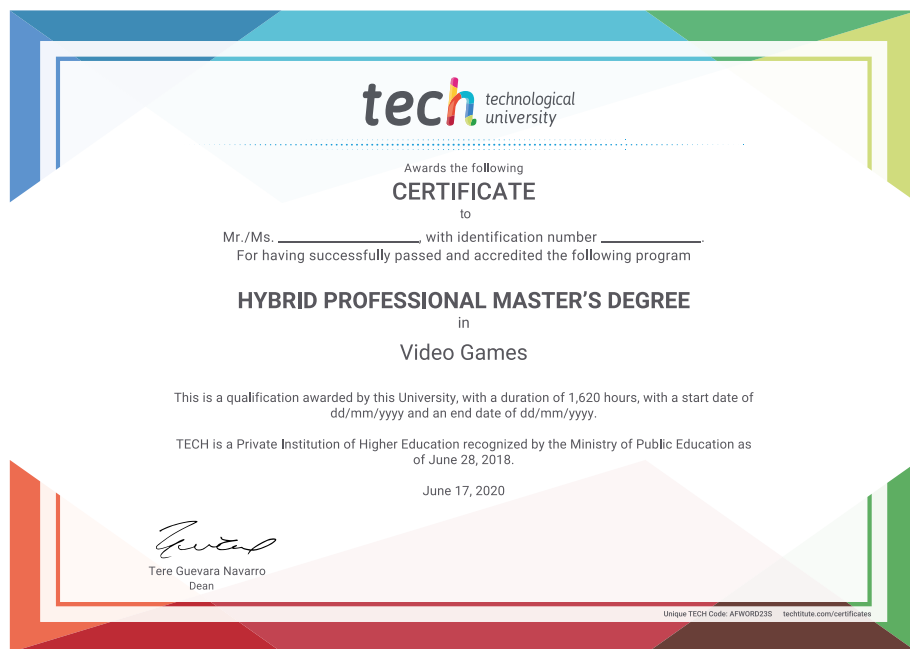 tech technological
university
Awards the following
CERTIFICATE
to
Mr./Ms. ____________________, with identification number ______________.
For having successfully passed and accredited the following program
HYBRID PROFESSIONAL MASTER'S DEGREE
in
Video Games
This is a qualification awarded by this University, with a duration of 1,620 hours, with a start date of
dd/mm/yyyy and an end date of dd/mm/yyyy.
TECH is a Private Institution of Higher Education recognized by the Ministry of Public Education as
of June 28, 2018.
June 17, 2020
Tere Guevara Navarro
Dean
Unique TECH Code: AFWORD23S techtitute.com/certificates